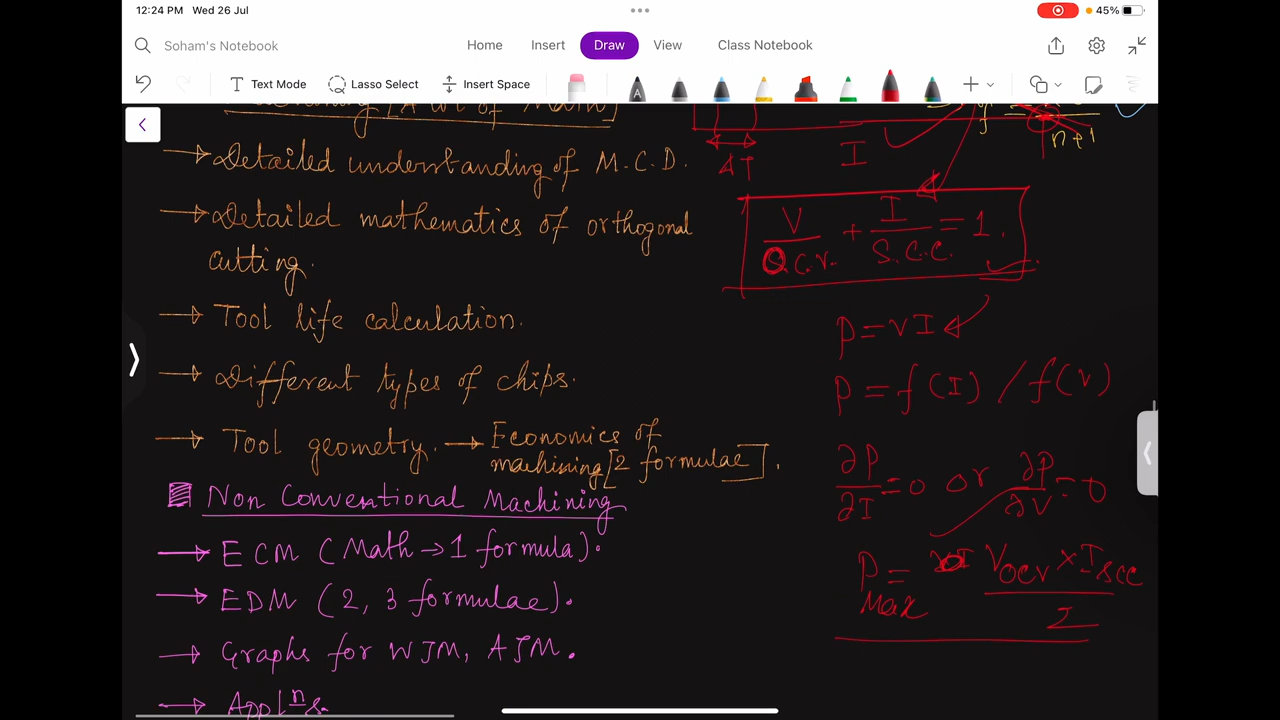 12:24 PM Wed 26 Jul
45%
Soham's Notebook
Home Insert Draw View Class Notebook
Text Mode Lasso Select Insert Space
A
→ Detailed understanding of M.C.D.
→ Detailed mathematics of orthogonal
cutting.
→ Tool life calculation.
→ Different types of chips.
→ Tool geometry. → Economics of
machining [2 formulae].
Non Conventional Machining
→ ECM (Math → 1 formula).
→ EDM (2, 3 formulae).
→ Graphs for WJM, AJM.
→ Applns.
I
n+1
ΔT
V/O.C.V. + I/S.C.C. = 1.
P = VI
P = f(I) / f(V)
∂P/∂I = 0 or ∂P/∂V = 0
PMax = VOCV × ISCC / 2